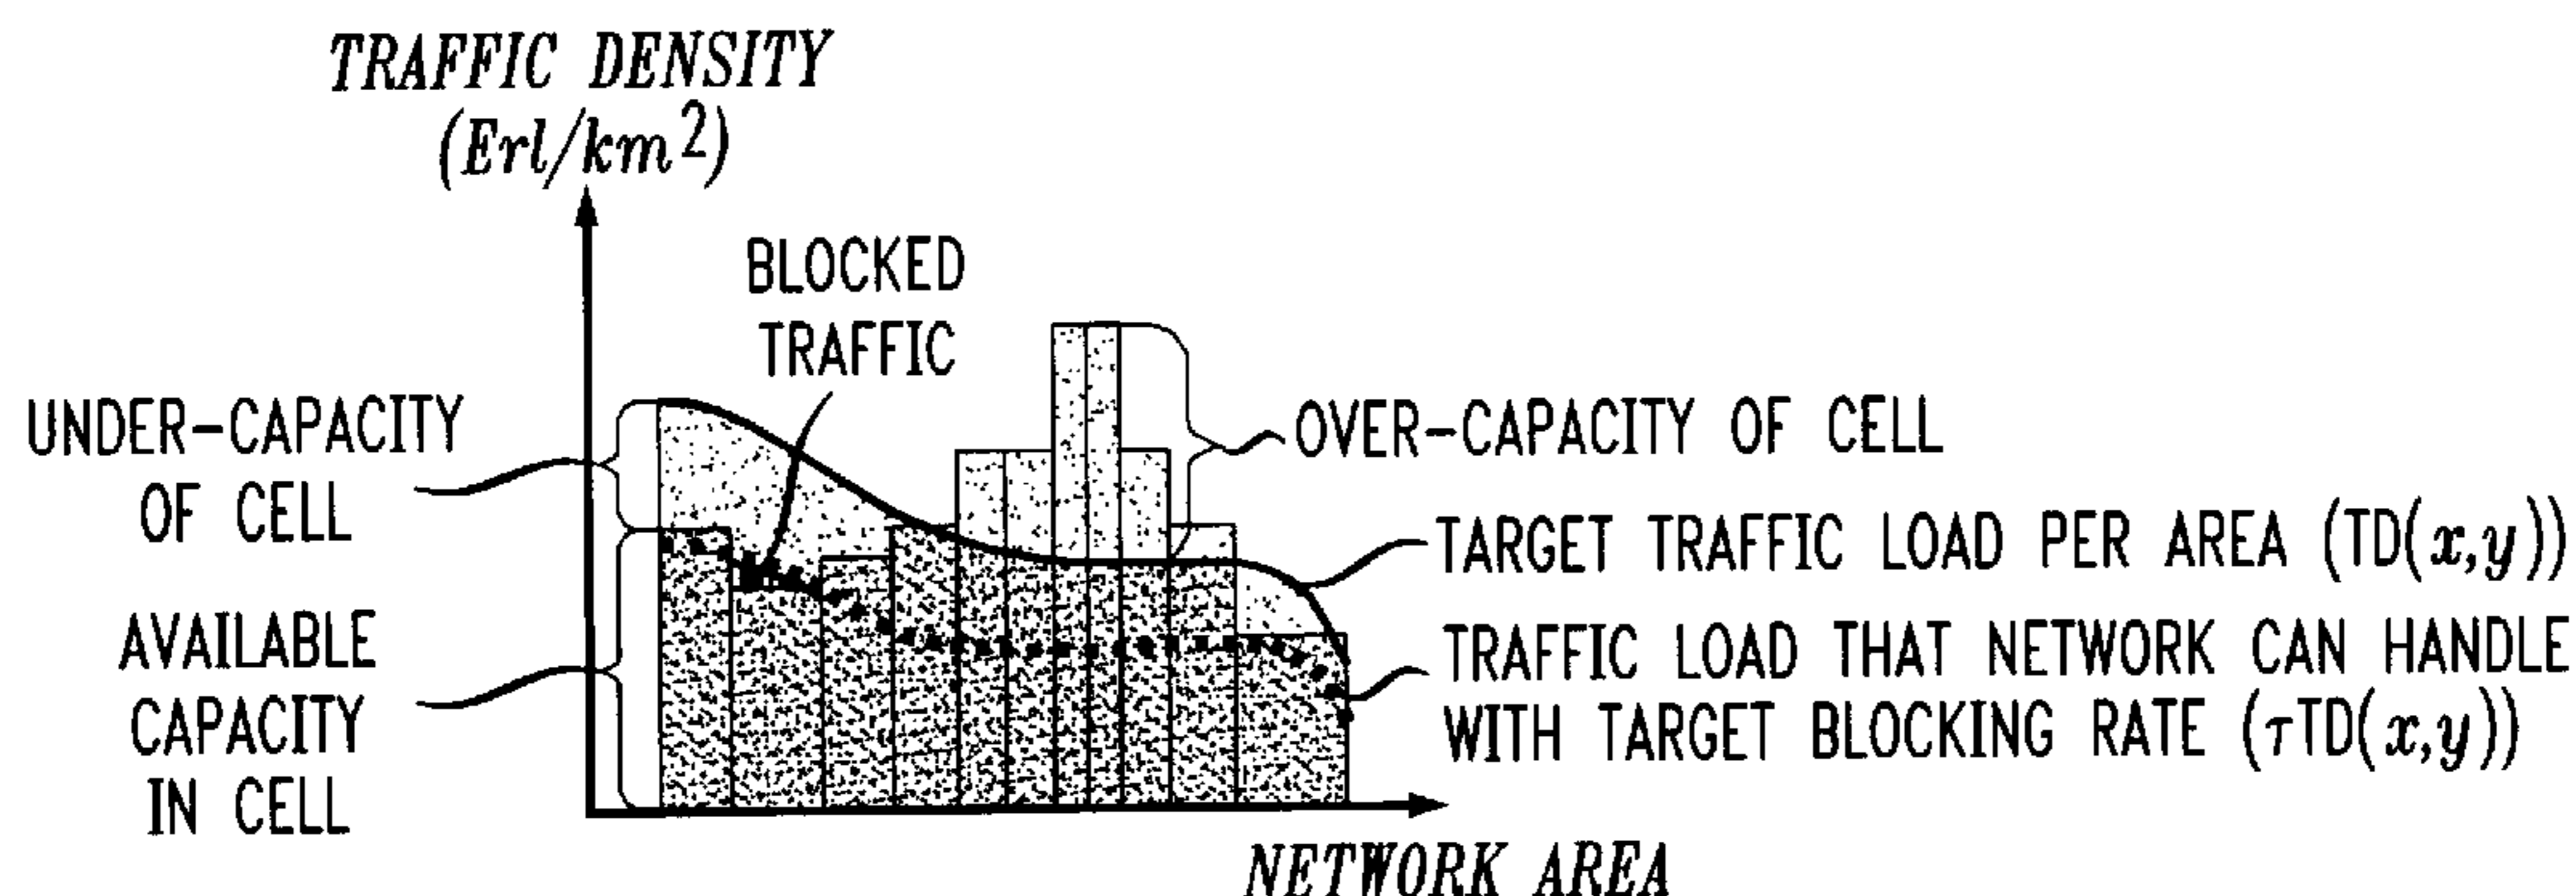 TRAFFIC DENSITY
(Erl/km²)
BLOCKED
TRAFFIC
UNDER-CAPACITY
OF CELL
OVER-CAPACITY OF CELL
TARGET TRAFFIC LOAD PER AREA (TD(x,y))
AVAILABLE
CAPACITY
IN CELL
TRAFFIC LOAD THAT NETWORK CAN HANDLE
WITH TARGET BLOCKING RATE (τTD(x,y))
NETWORK AREA